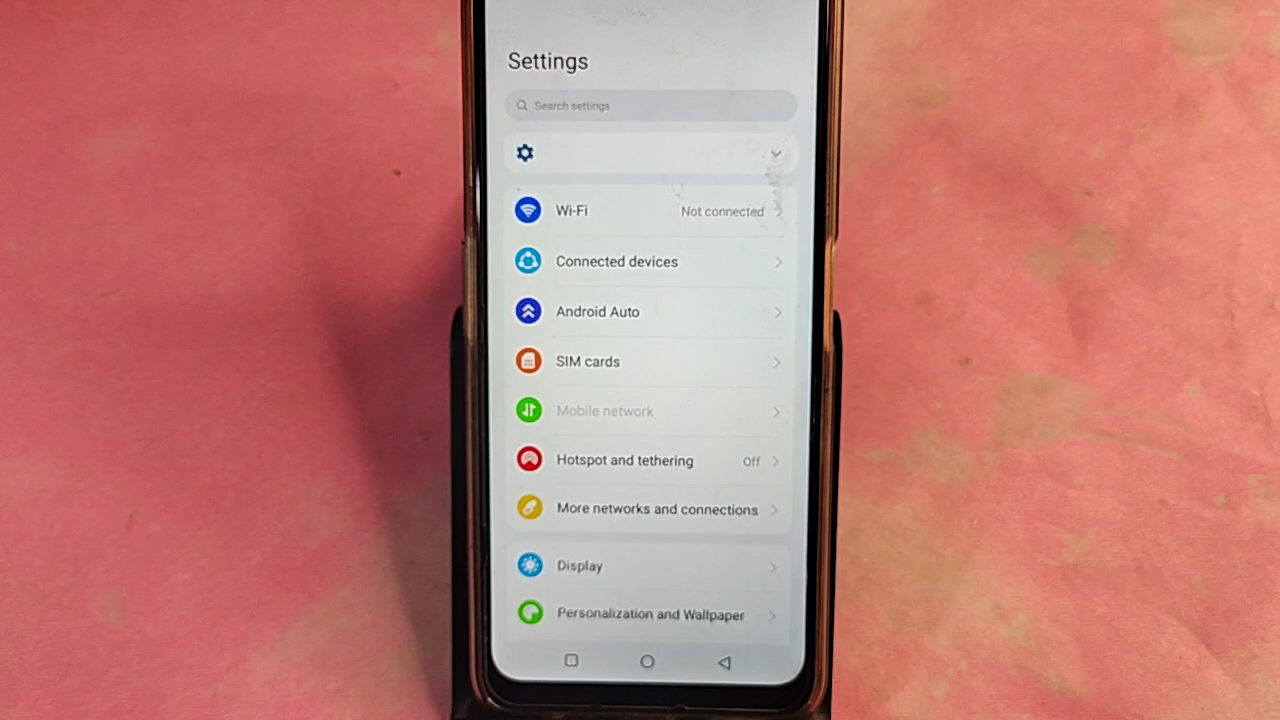 Settings
Search settings
Wi-Fi Not connected
Connected devices
Android Auto
SIM cards
Mobile network
Hotspot and tethering Off
More networks and connections
Display
Personalization and Wallpaper